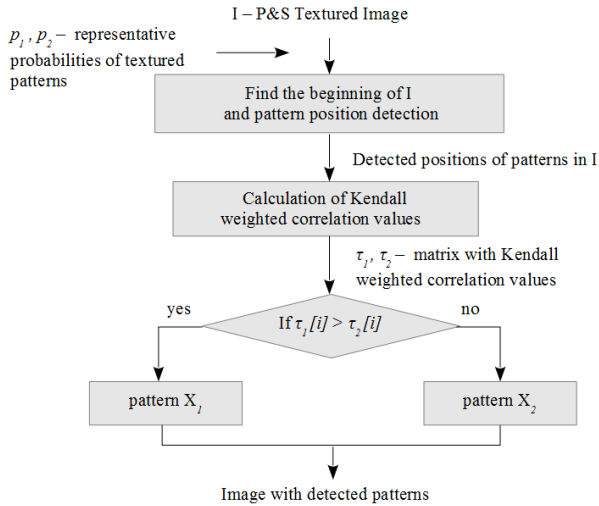 I – P&S Textured Image
p₁ , p₂ – representative
probabilities of textured
patterns
Find the beginning of I
and pattern position detection
Detected positions of patterns in I
Calculation of Kendall
weighted correlation values
τ₁, τ₂ – matrix with Kendall
weighted correlation values
yes
no
If τ₁[i] > τ₂[i]
pattern X₁
pattern X₂
Image with detected patterns